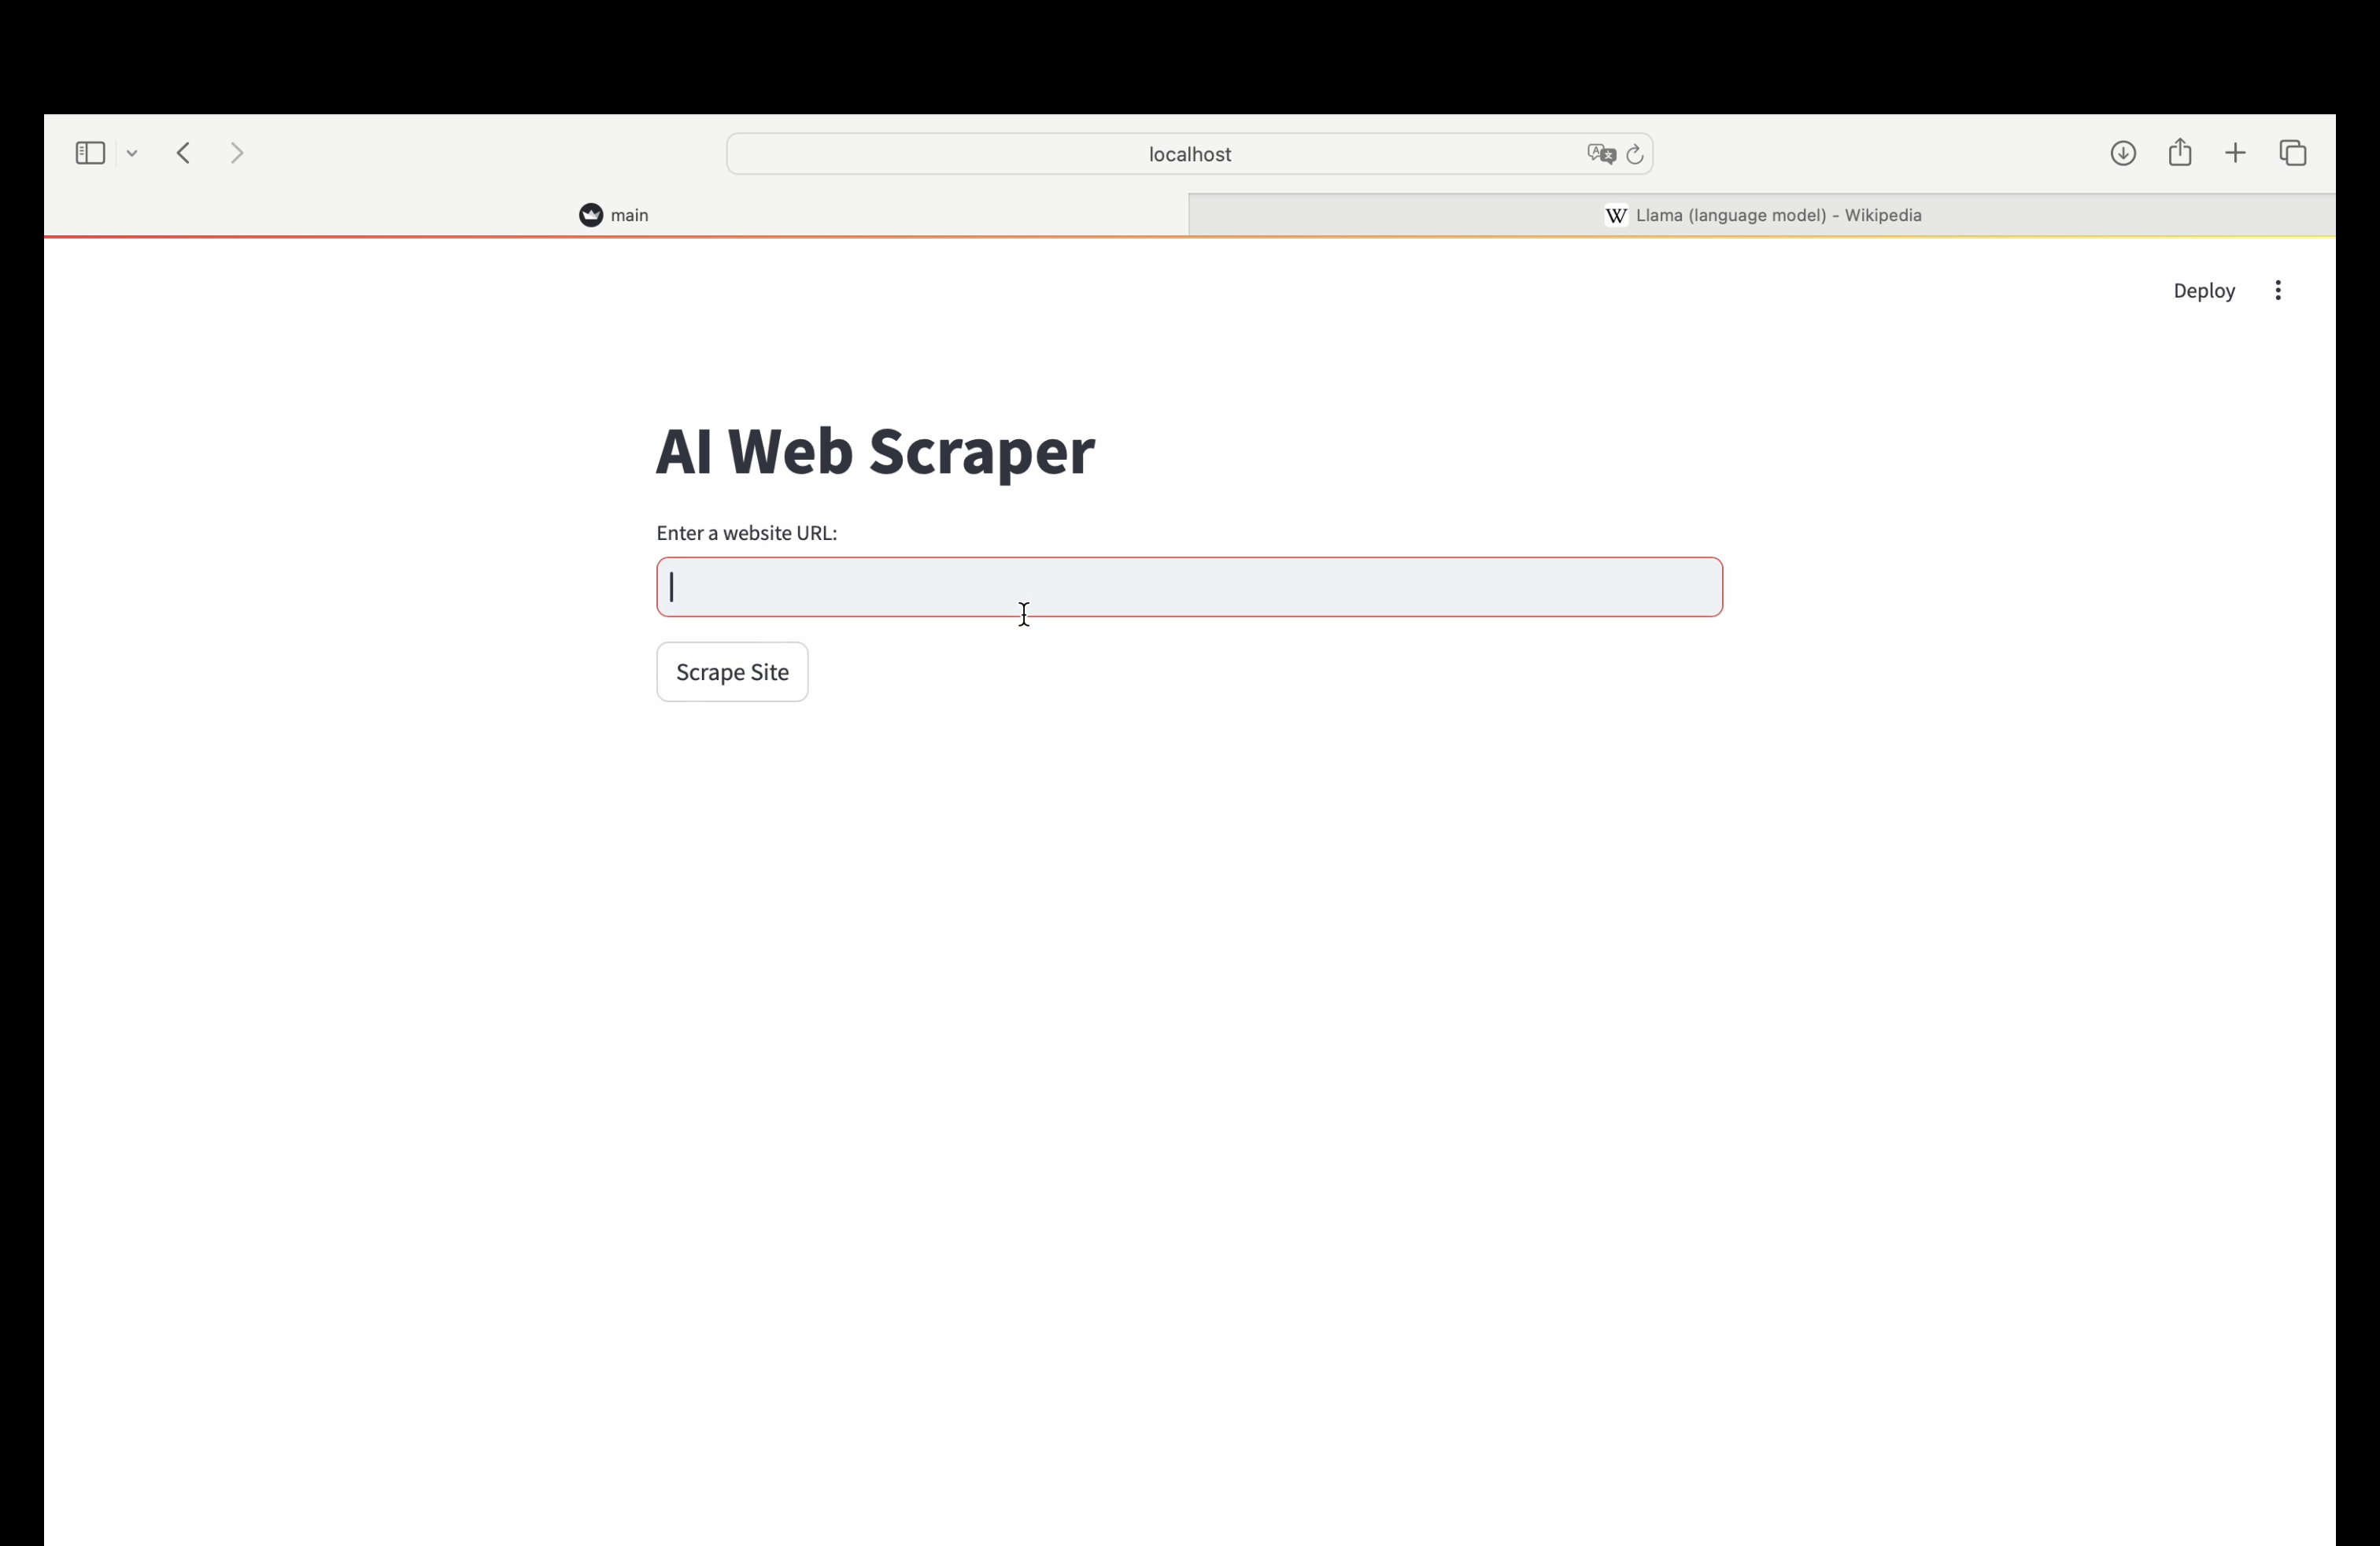 localhost
main
W Llama (language model) - Wikipedia
Deploy
AI Web Scraper
Enter a website URL:
Scrape Site